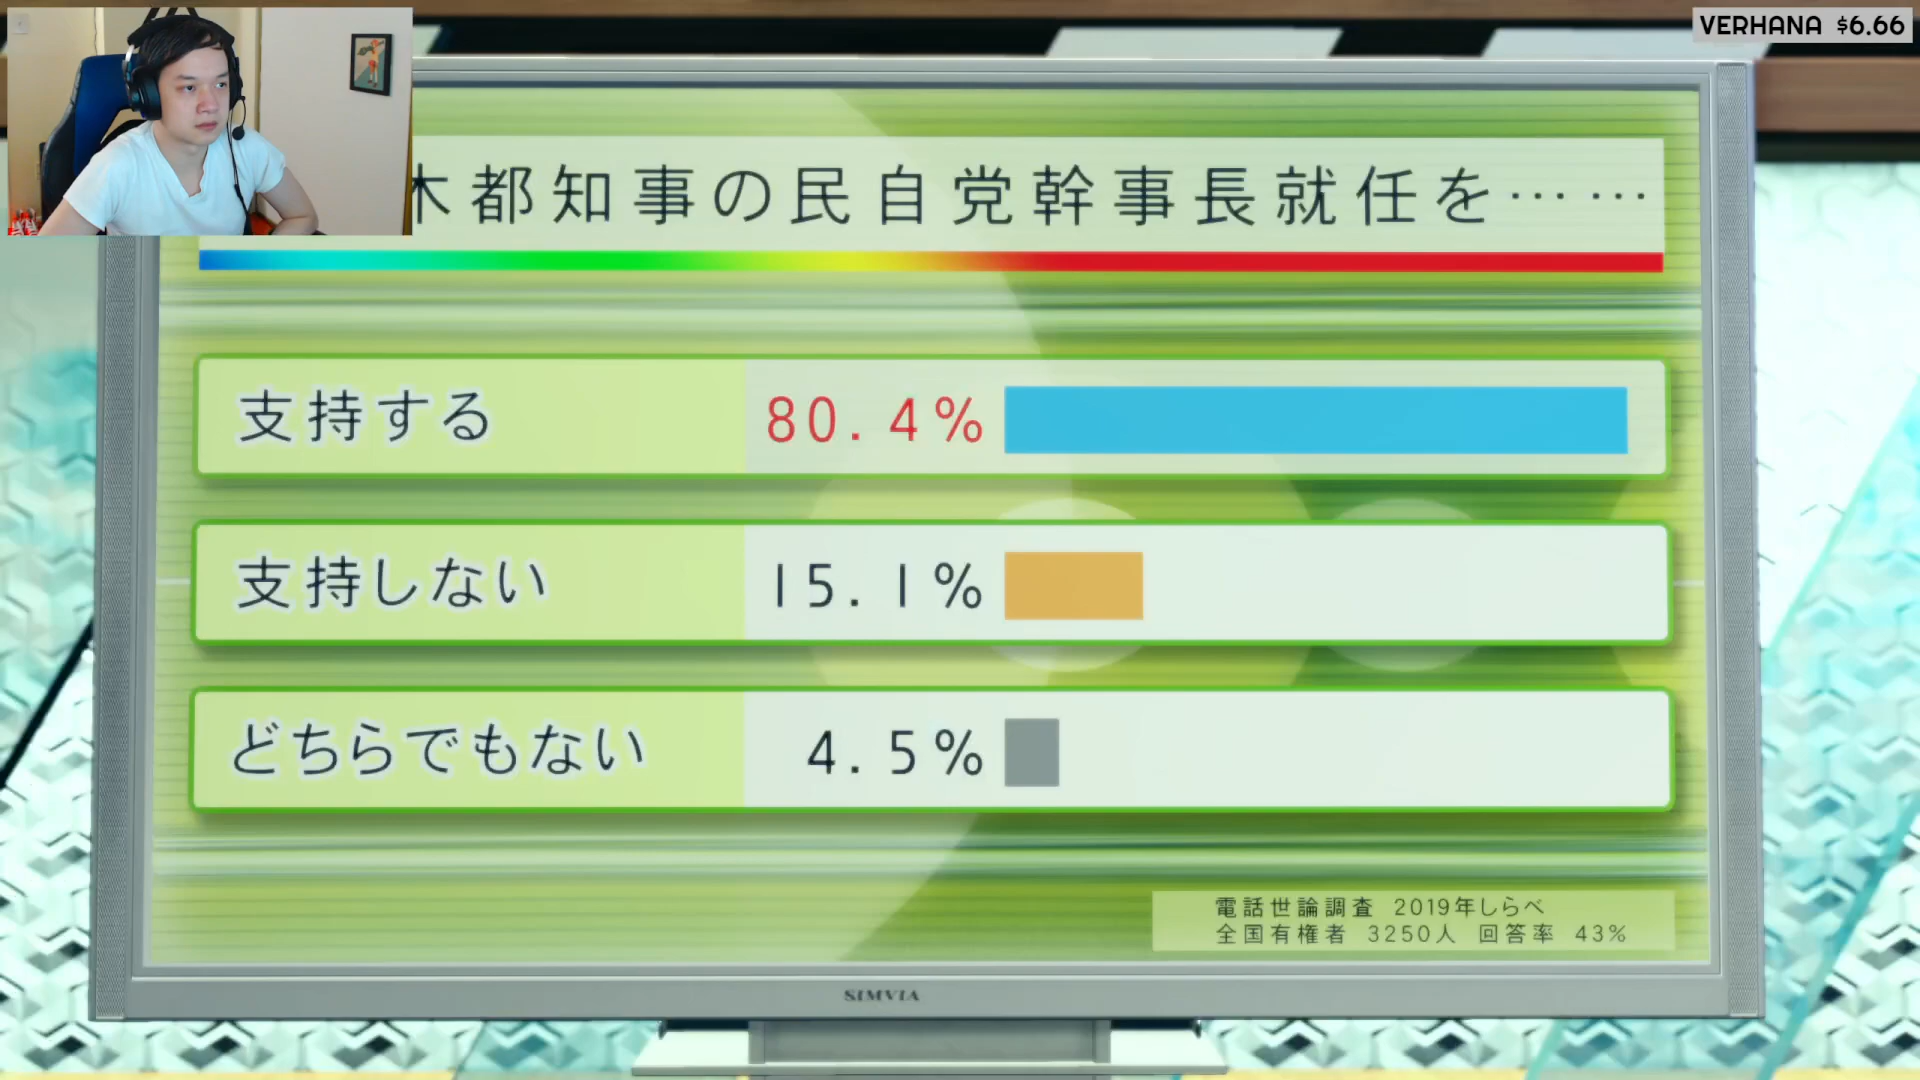 VERHANA $6.66
木都知事の民自党幹事長就任を……
支持する 80.4%
支持しない 15.1%
どちらでもない 4.5%
電話世論調査 2019年しらべ
全国有権者 3250人 回答率 43%
SIMVIA